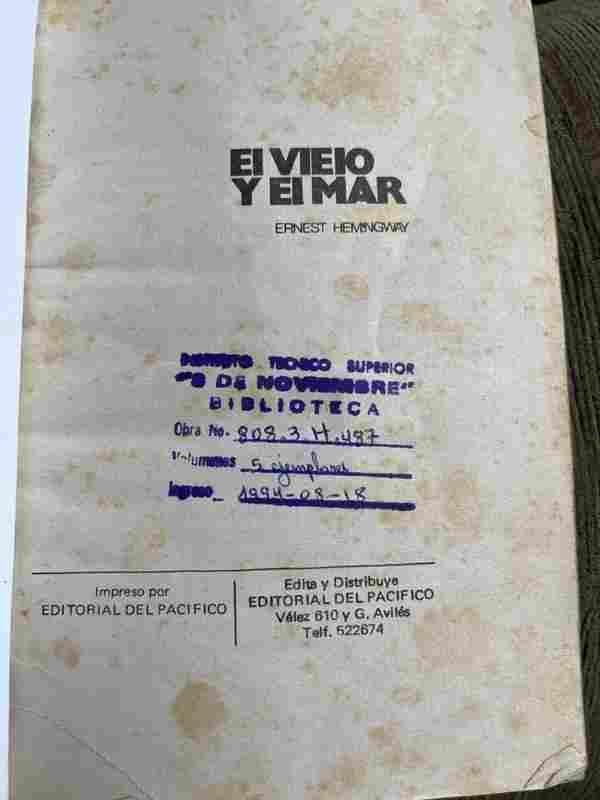 El VIEJO
Y El MAR
ERNEST HEMINGWAY
INSTITUTO TECNICO SUPERIOR
"8 DE NOVIEMBRE"
BIBLIOTECA
Obra No. 808.3 H.487
Volumenes 5 ejemplares
Ingreso 1994-08-18
Impreso por
EDITORIAL DEL PACIFICO
Edita y Distribuye
EDITORIAL DEL PACIFICO
Vélez 610 y G. Avilés
Telf. 522674